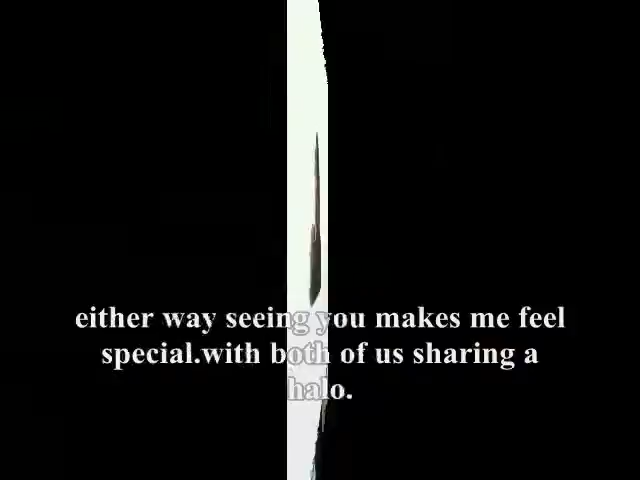 either way seeing you makes me feel
special.with both of us sharing a
halo.